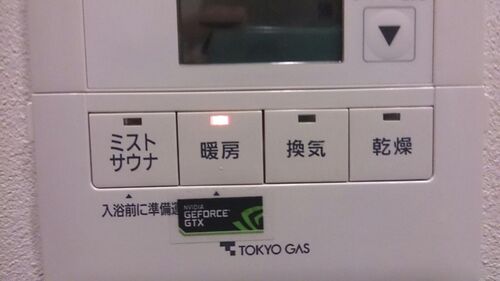 ミスト
サウナ
暖房
換気
乾燥
入浴前に準備
NVIDIA
GEFORCE
GTX
TOKYO GAS